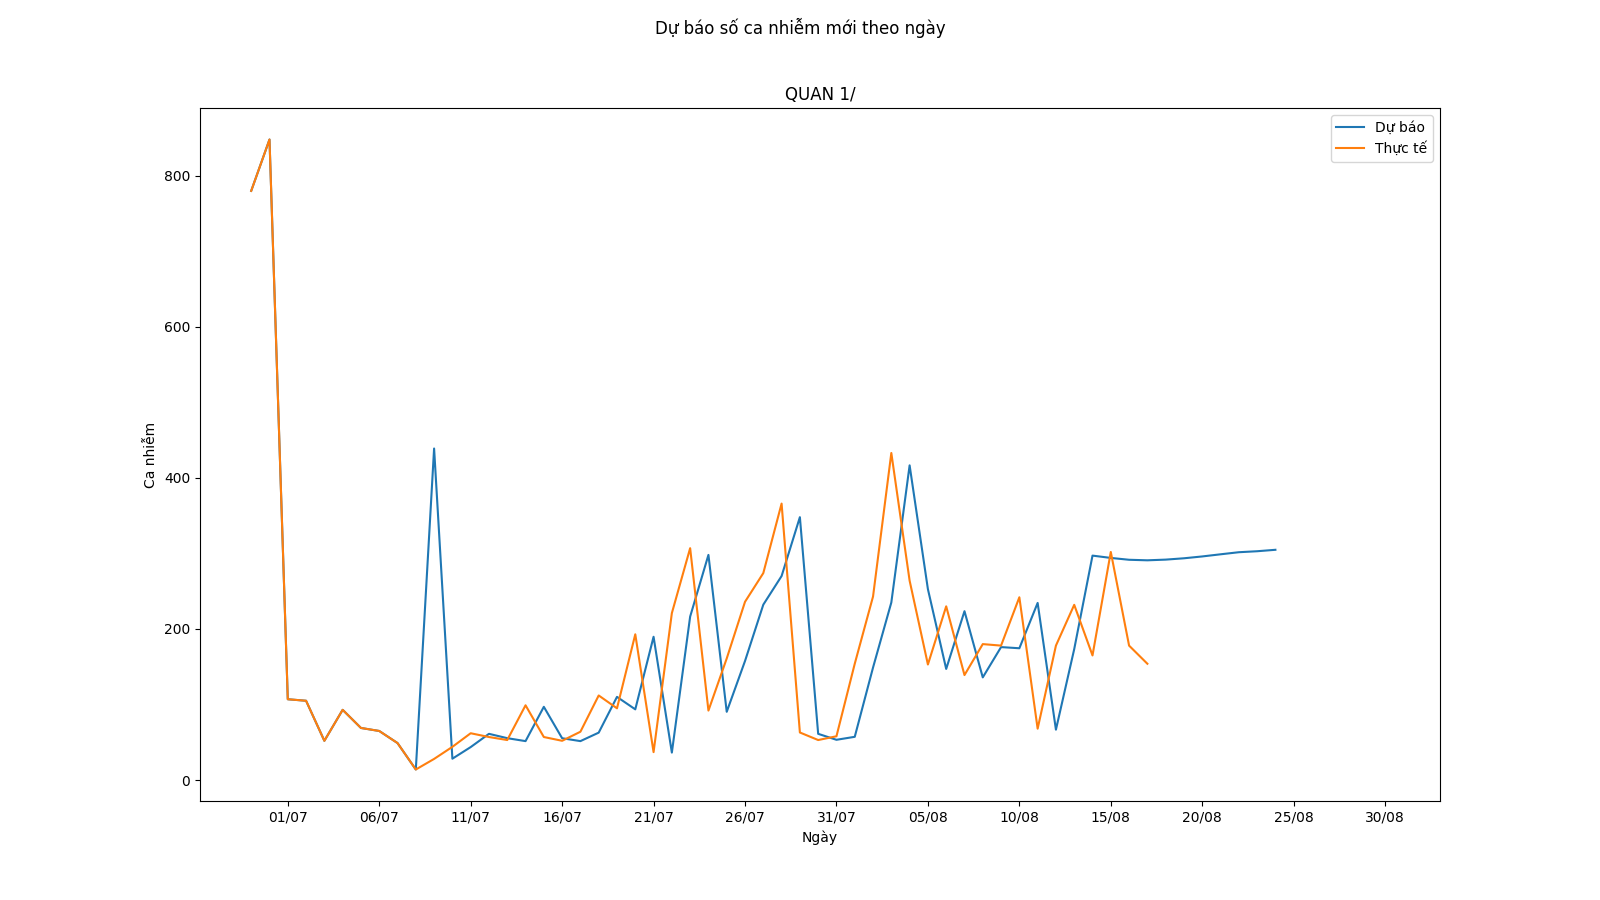 Dự báo số ca nhiễm mới theo ngày
QUAN 1/
Dự báo
Thực tế
Ca nhiễm
800
600
400
200
0
01/07 06/07 11/07 16/07 21/07 26/07 31/07 05/08 10/08 15/08 20/08 25/08 30/08
Ngày